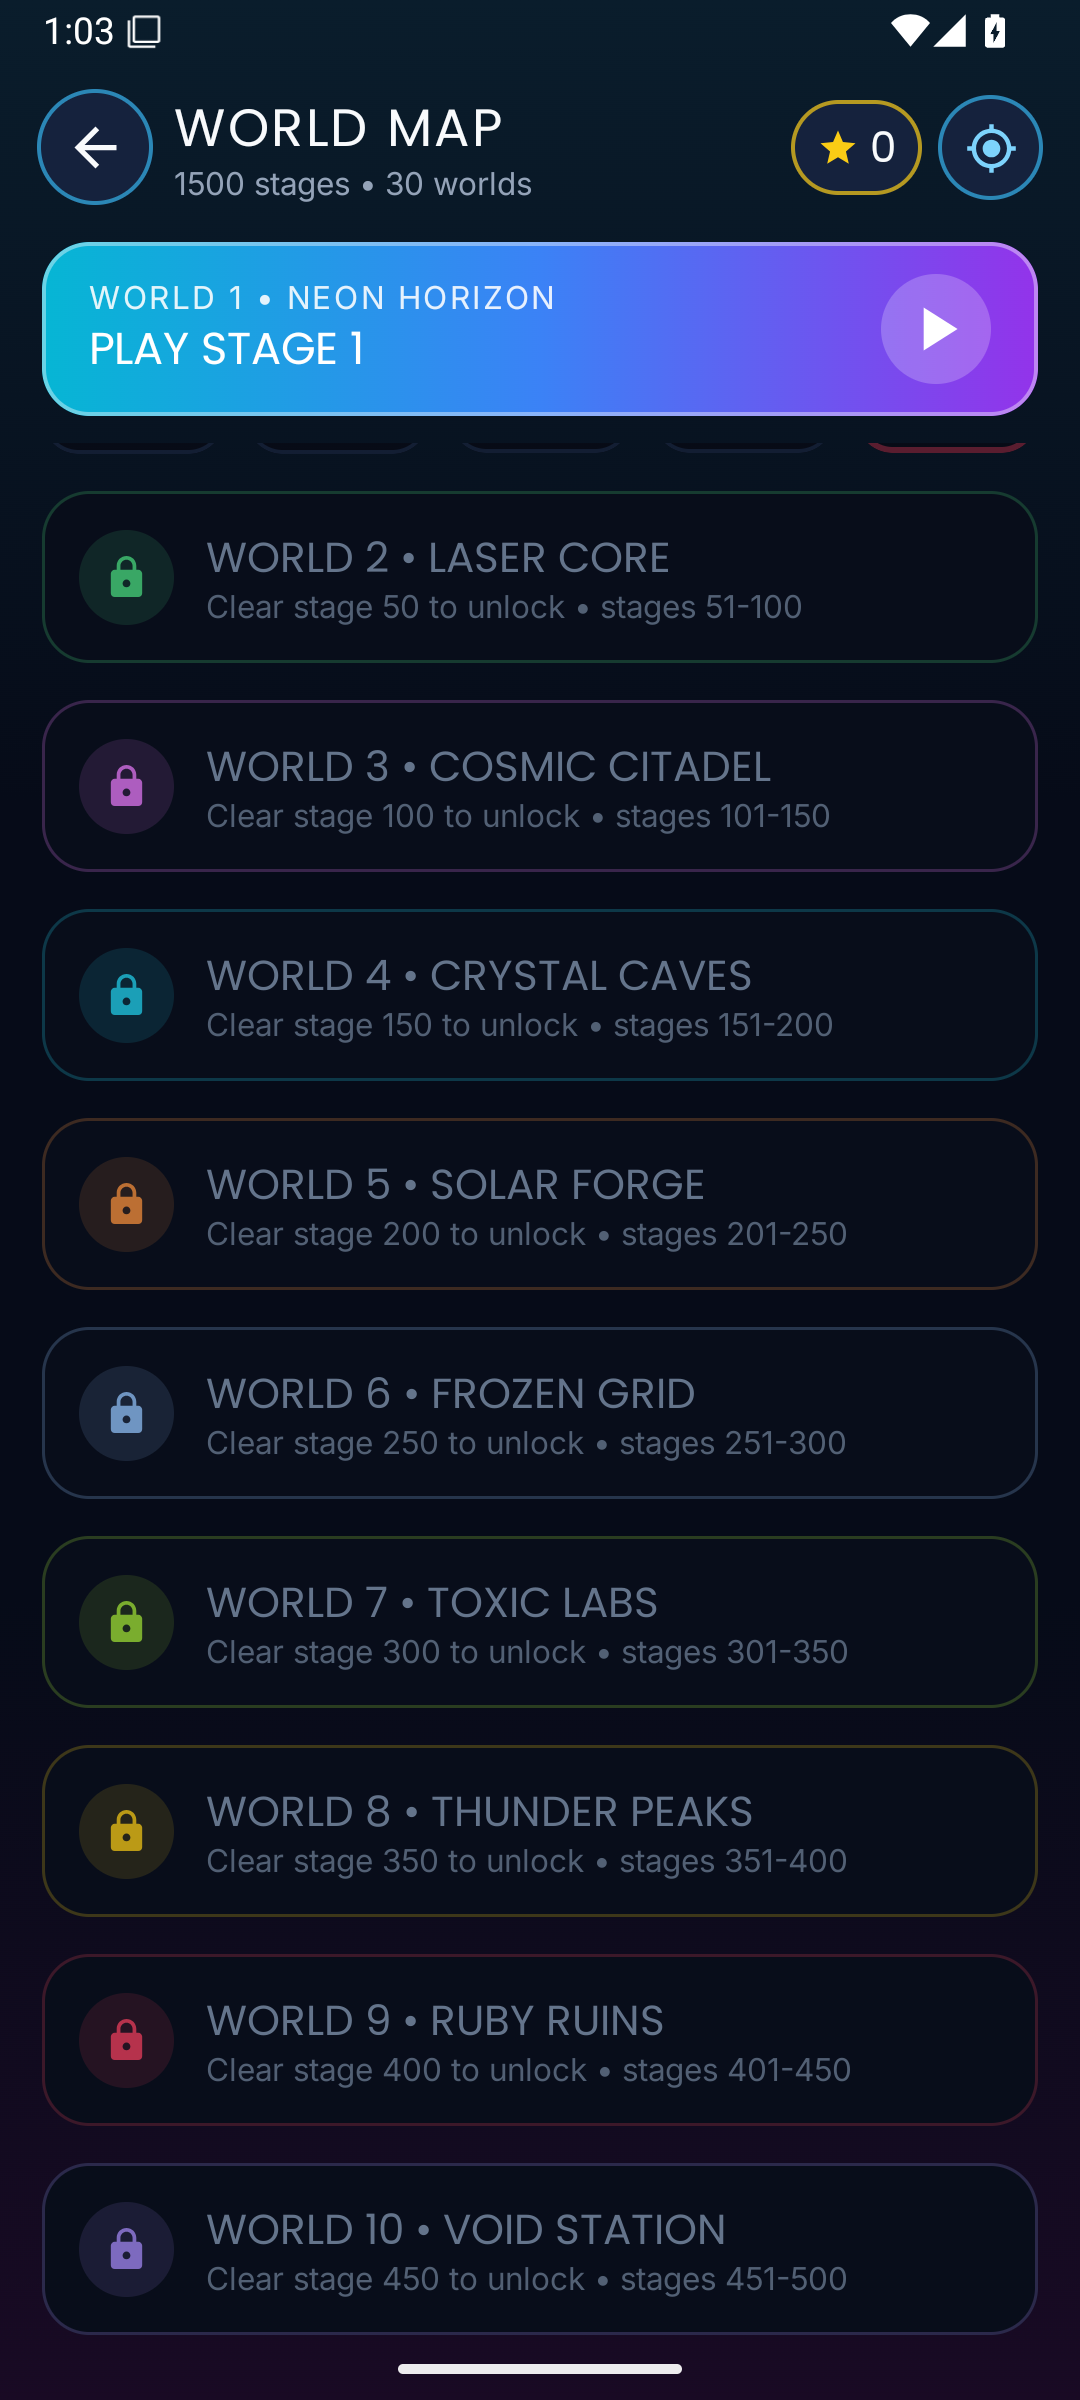 1:03
WORLD MAP
1500 stages • 30 worlds
0
WORLD 1 • NEON HORIZON
PLAY STAGE 1
WORLD 2 • LASER CORE
Clear stage 50 to unlock • stages 51-100
WORLD 3 • COSMIC CITADEL
Clear stage 100 to unlock • stages 101-150
WORLD 4 • CRYSTAL CAVES
Clear stage 150 to unlock • stages 151-200
WORLD 5 • SOLAR FORGE
Clear stage 200 to unlock • stages 201-250
WORLD 6 • FROZEN GRID
Clear stage 250 to unlock • stages 251-300
WORLD 7 • TOXIC LABS
Clear stage 300 to unlock • stages 301-350
WORLD 8 • THUNDER PEAKS
Clear stage 350 to unlock • stages 351-400
WORLD 9 • RUBY RUINS
Clear stage 400 to unlock • stages 401-450
WORLD 10 • VOID STATION
Clear stage 450 to unlock • stages 451-500